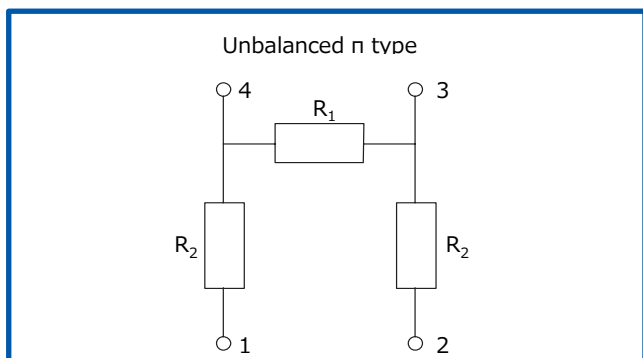 Unbalanced π type
4 3
R₁
R₂ R₂
1 2